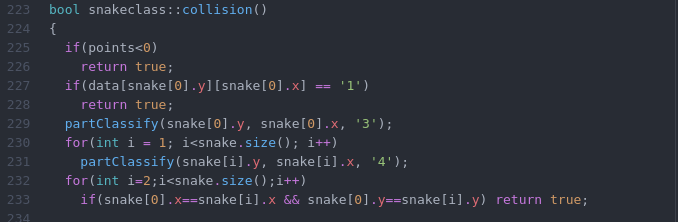 223 bool snakeclass::collision()
224 {
225   if(points<0)
226     return true;
227   if(data[snake[0].y][snake[0].x] == '1')
228     return true;
229   partClassify(snake[0].y, snake[0].x, '3');
230   for(int i = 1; i<snake.size(); i++)
231     partClassify(snake[i].y, snake[i].x, '4');
232   for(int i=2;i<snake.size();i++)
233     if(snake[0].x==snake[i].x && snake[0].y==snake[i].y) return true;
234